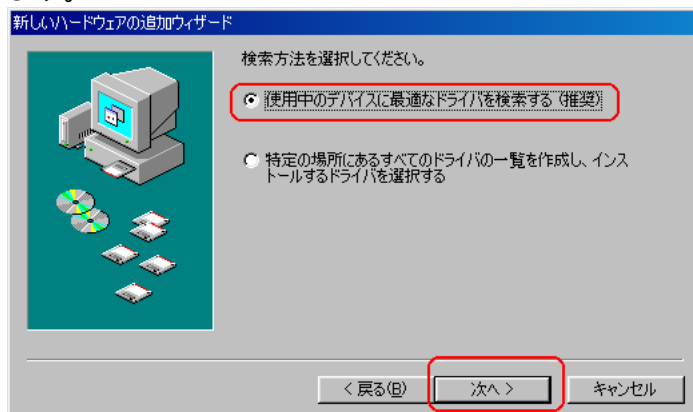 新しいハードウェアの追加ウィザード
検索方法を選択してください。
使用中のデバイスに最適なドライバを検索する (推奨)
特定の場所にあるすべてのドライバの一覧を作成し、インス
トールするドライバを選択する
< 戻る(B)
次へ >
キャンセル